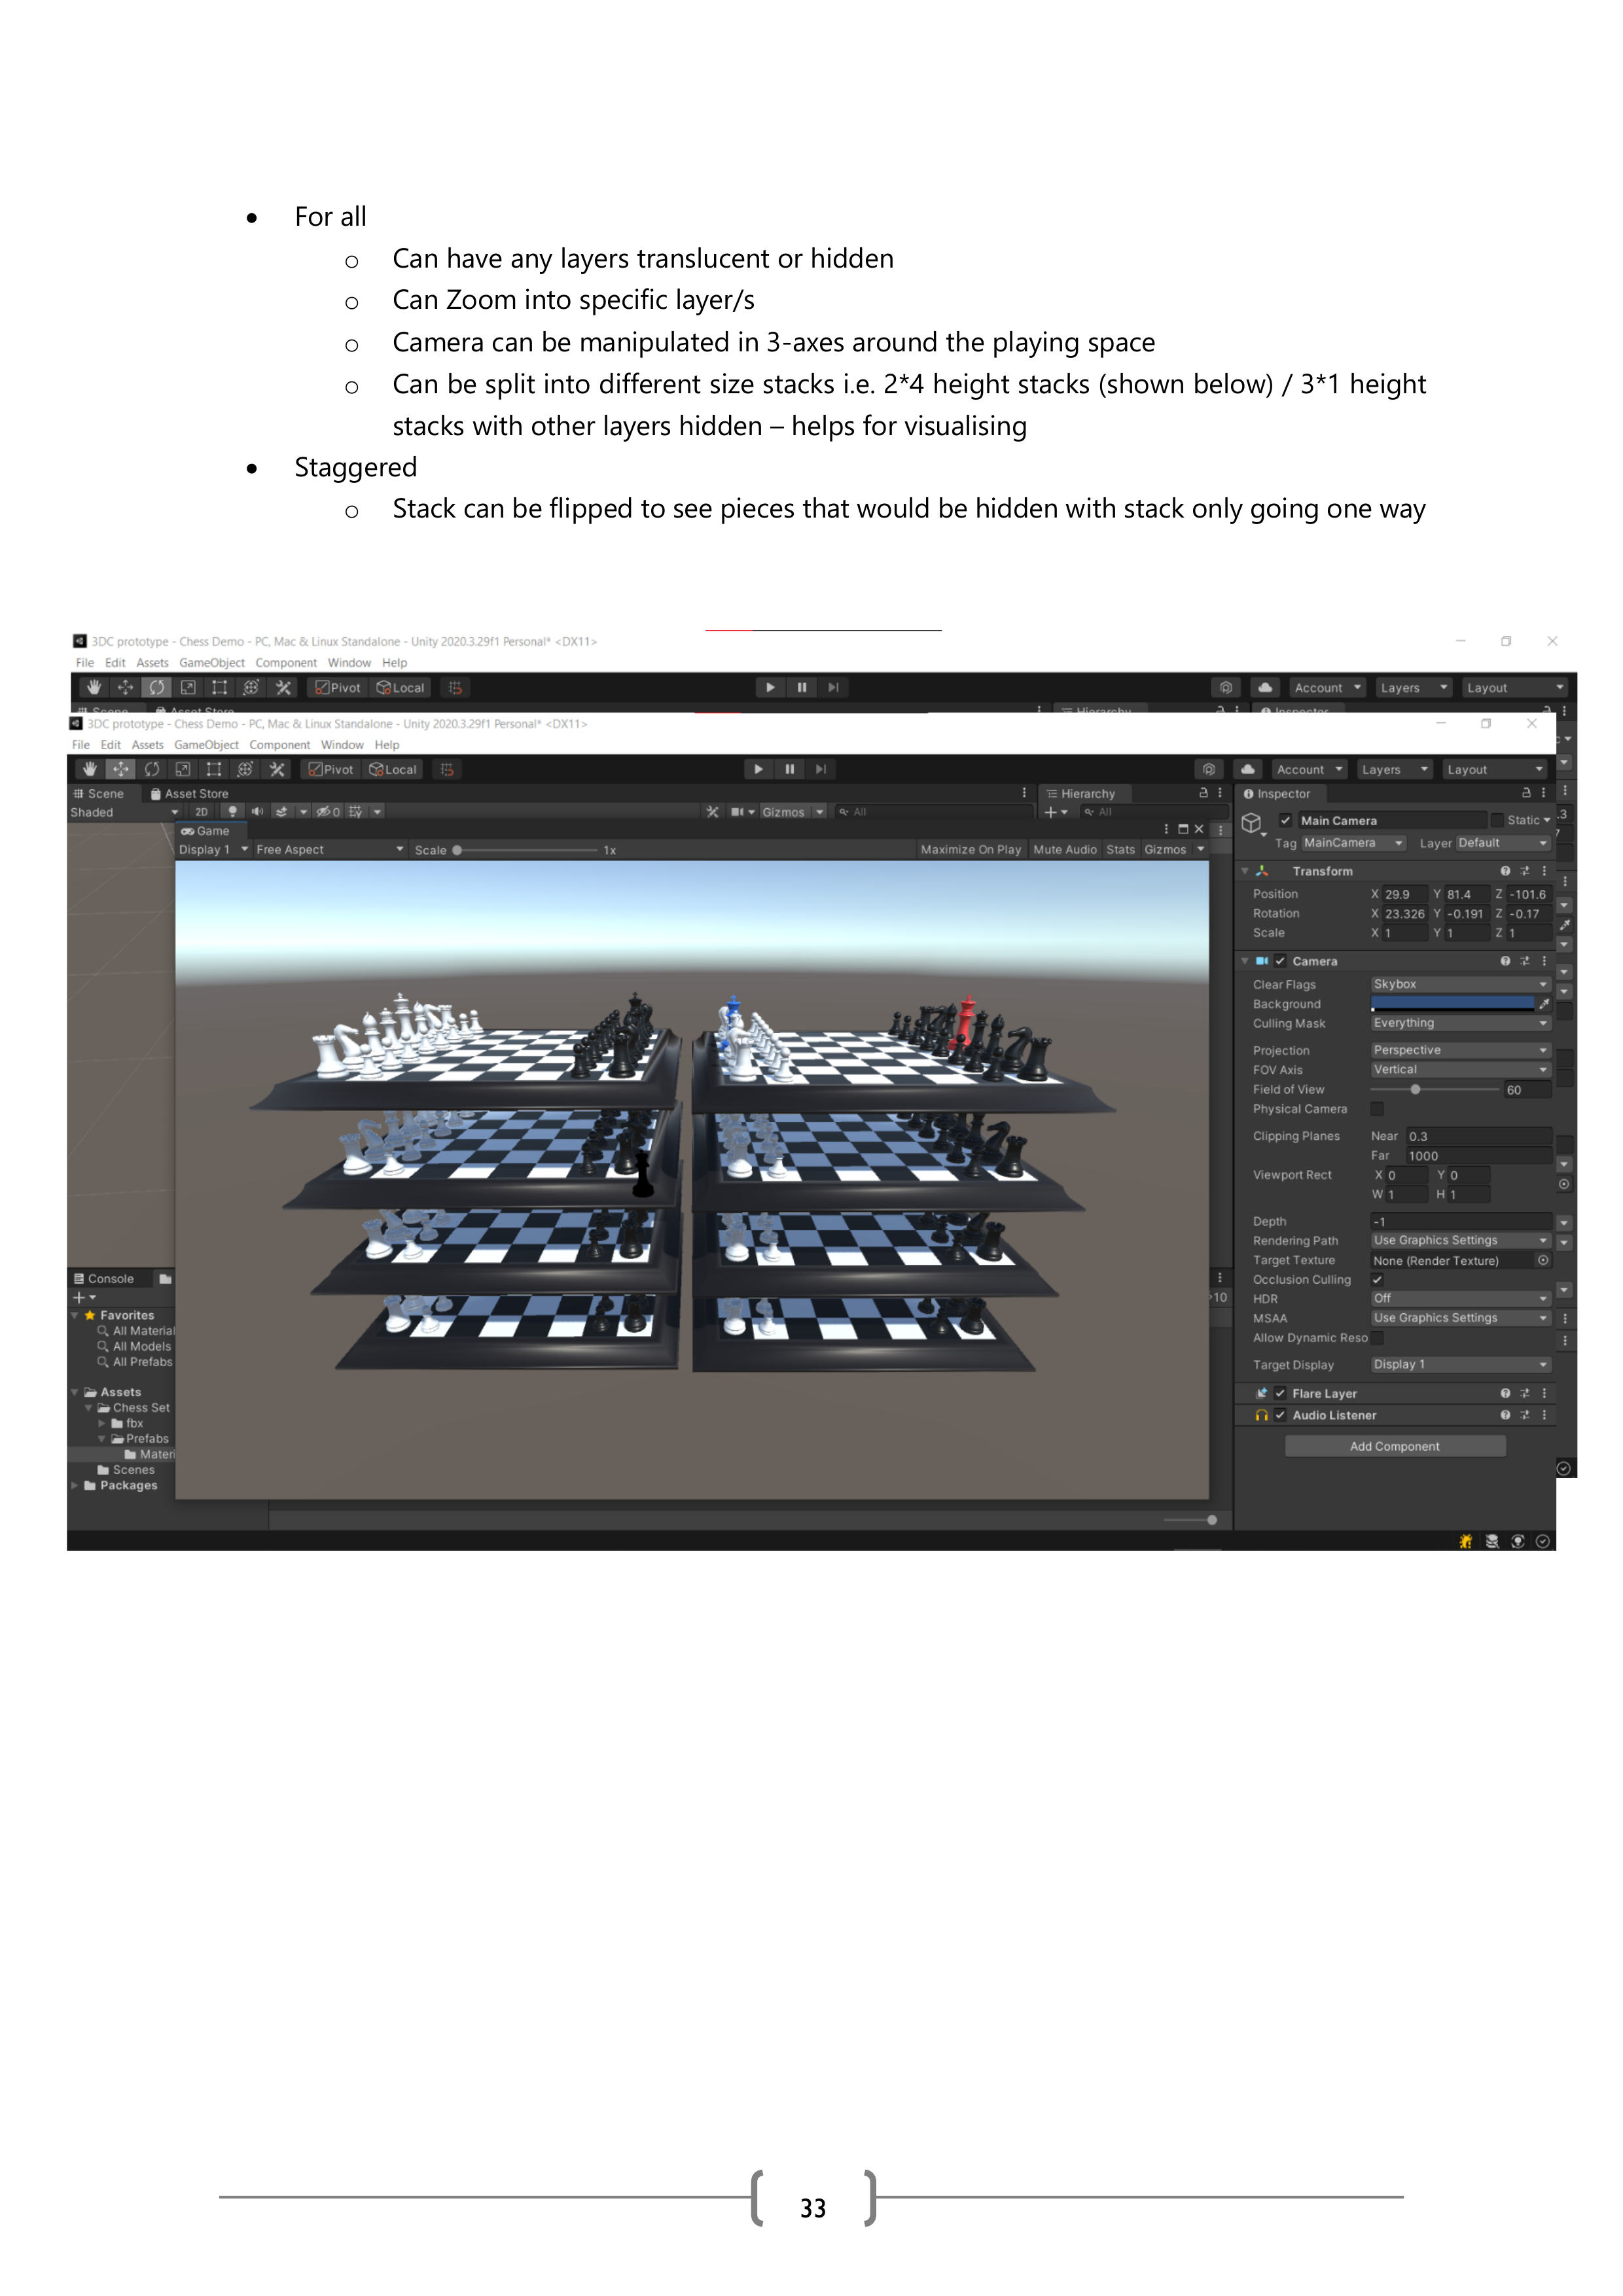 • For all
o Can have any layers translucent or hidden
o Can Zoom into specific layer/s
o Camera can be manipulated in 3-axes around the playing space
o Can be split into different size stacks i.e. 2*4 height stacks (shown below) / 3*1 height
stacks with other layers hidden – helps for visualising
• Staggered
o Stack can be flipped to see pieces that would be hidden with stack only going one way
3DC prototype - Chess Demo - PC, Mac & Linux Standalone - Unity 2020.3.29f1 Personal* <DX11>
File Edit Assets GameObject Component Window Help
Pivot Local Account Layers Layout
Scene Asset Store Hierarchy Inspector
3DC prototype - Chess Demo - PC, Mac & Linux Standalone - Unity 2020.3.29f1 Personal* <DX11>
File Edit Assets GameObject Component Window Help
Pivot Local Account Layers Layout
Scene Asset Store Hierarchy Inspector
Shaded 2D 0 Gizmos All All
Main Camera Static
Tag MainCamera Layer Default
Game
Display 1 Free Aspect Scale 1x Maximize On Play Mute Audio Stats Gizmos
Transform
Position X 29.9 Y 81.4 Z -101.6
Rotation X 23.326 Y -0.191 Z -0.17
Scale X 1 Y 1 Z 1
Camera
Clear Flags Skybox
Background
Culling Mask Everything
Projection Perspective
FOV Axis Vertical
Field of View 60
Physical Camera
Clipping Planes Near 0.3
Far 1000
Viewport Rect X 0 Y 0
W 1 H 1
Depth -1
Rendering Path Use Graphics Settings
Target Texture None (Render Texture)
Occlusion Culling
HDR Off
MSAA Use Graphics Settings
Allow Dynamic Reso
Target Display Display 1
Flare Layer
Audio Listener
Add Component
Console
10
Favorites
All Material
All Models
All Prefabs
Assets
Chess Set
fbx
Prefabs
Materi
Scenes
Packages
33